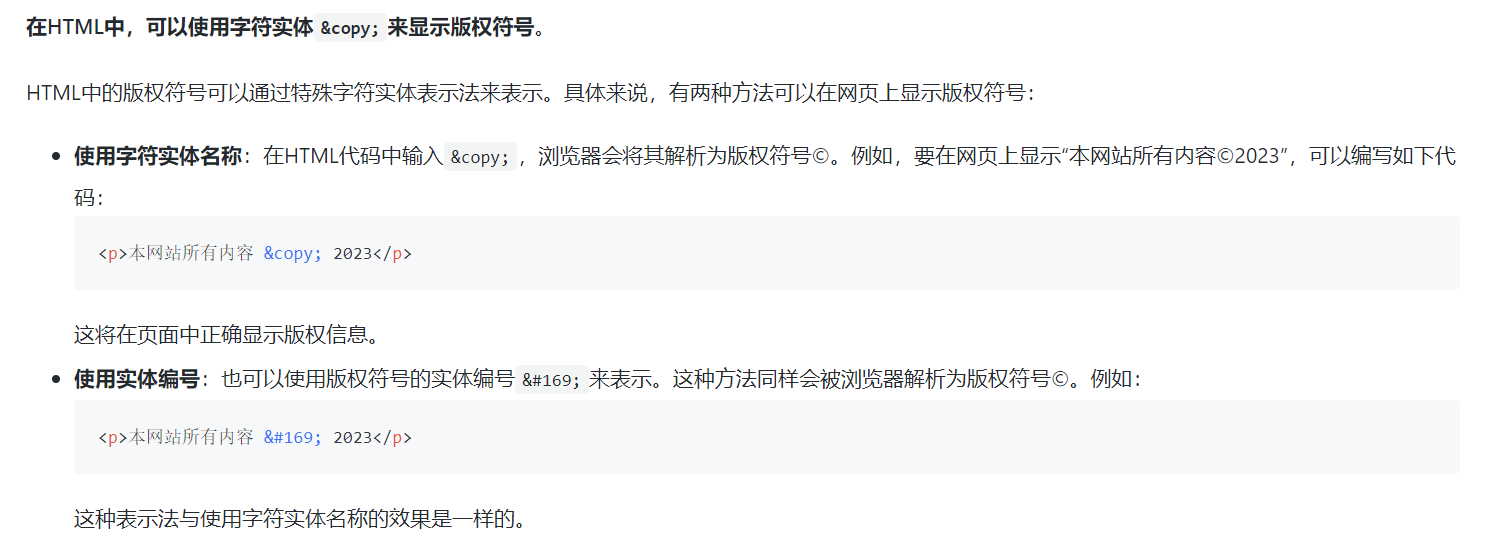 在HTML中，可以使用字符实体 &copy; 来显示版权符号。
HTML中的版权符号可以通过特殊字符实体表示法来表示。具体来说，有两种方法可以在网页上显示版权符号：
使用字符实体名称：在HTML代码中输入 &copy; ，浏览器会将其解析为版权符号©。例如，要在网页上显示“本网站所有内容©2023”，可以编写如下代
码：
<p>本网站所有内容 &copy; 2023</p>
这将在页面中正确显示版权信息。
使用实体编号：也可以使用版权符号的实体编号 &#169; 来表示。这种方法同样会被浏览器解析为版权符号©。例如：
<p>本网站所有内容 &#169; 2023</p>
这种表示法与使用字符实体名称的效果是一样的。